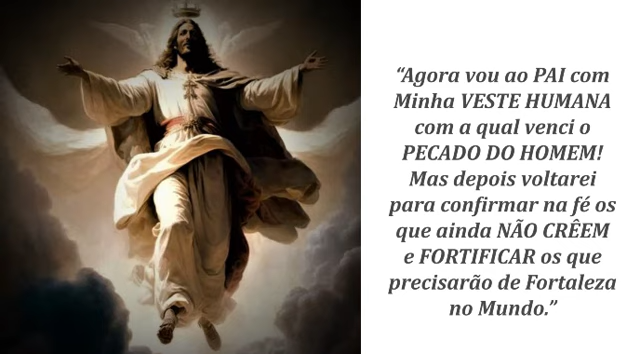 “Agora vou ao PAI com
Minha VESTE HUMANA
com a qual venci o
PECADO DO HOMEM!
Mas depois voltarei
para confirmar na fé os
que ainda NÃO CRÊEM
e FORTIFICAR os que
precisarão de Fortaleza
no Mundo.”